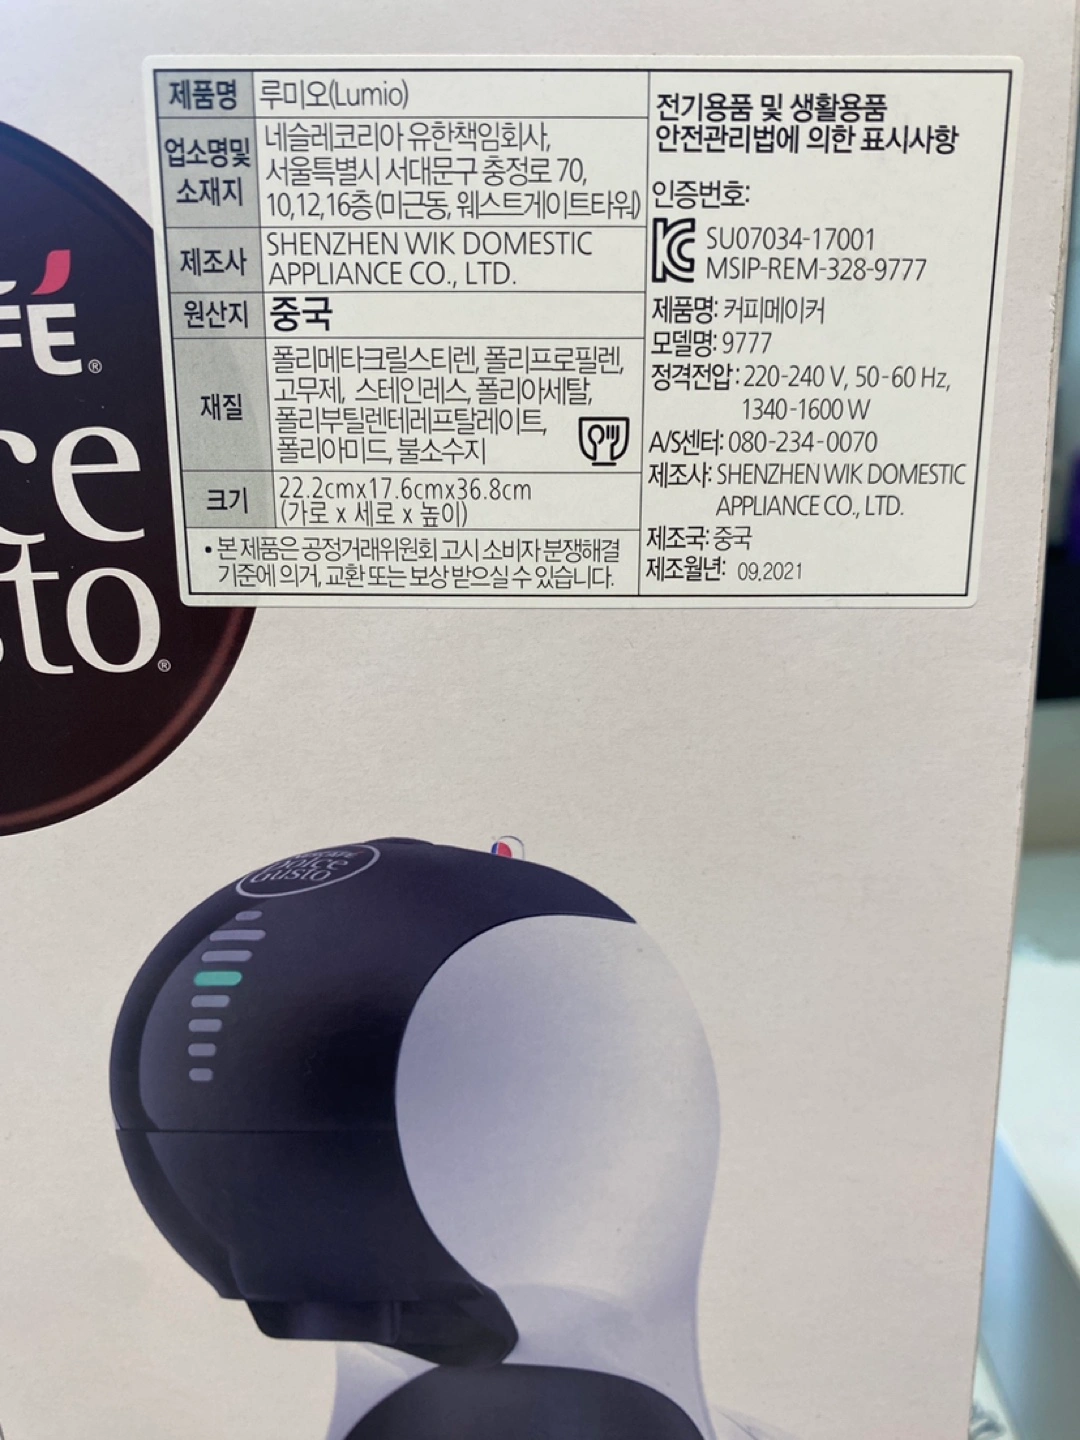 제품명 루미오(Lumio)
업소명및 소재지
네슬레코리아 유한책임회사,
서울특별시 서대문구 충정로 70,
10,12,16층(미근동, 웨스트게이트타워)
제조사
SHENZHEN WIK DOMESTIC
APPLIANCE CO., LTD.
원산지 중국
재질
폴리메타크릴스티렌, 폴리프로필렌,
고무제, 스테인레스, 폴리아세탈,
폴리부틸렌테레프탈레이트,
폴리아미드, 불소수지
크기
22.2cmx17.6cmx36.8cm
(가로 x 세로 x 높이)
• 본 제품은 공정거래위원회 고시 소비자 분쟁해결
기준에 의거, 교환 또는 보상 받으실 수 있습니다.
전기용품 및 생활용품
안전관리법에 의한 표시사항
인증번호:
SU07034-17001
MSIP-REM-328-9777
제품명: 커피메이커
모델명: 9777
정격전압: 220-240 V, 50-60 Hz,
1340-1600 W
A/S센터: 080-234-0070
제조사: SHENZHEN WIK DOMESTIC
APPLIANCE CO., LTD.
제조국: 중국
제조월년: 09.2021
FE®
ce
sto®
Dolce
Gusto